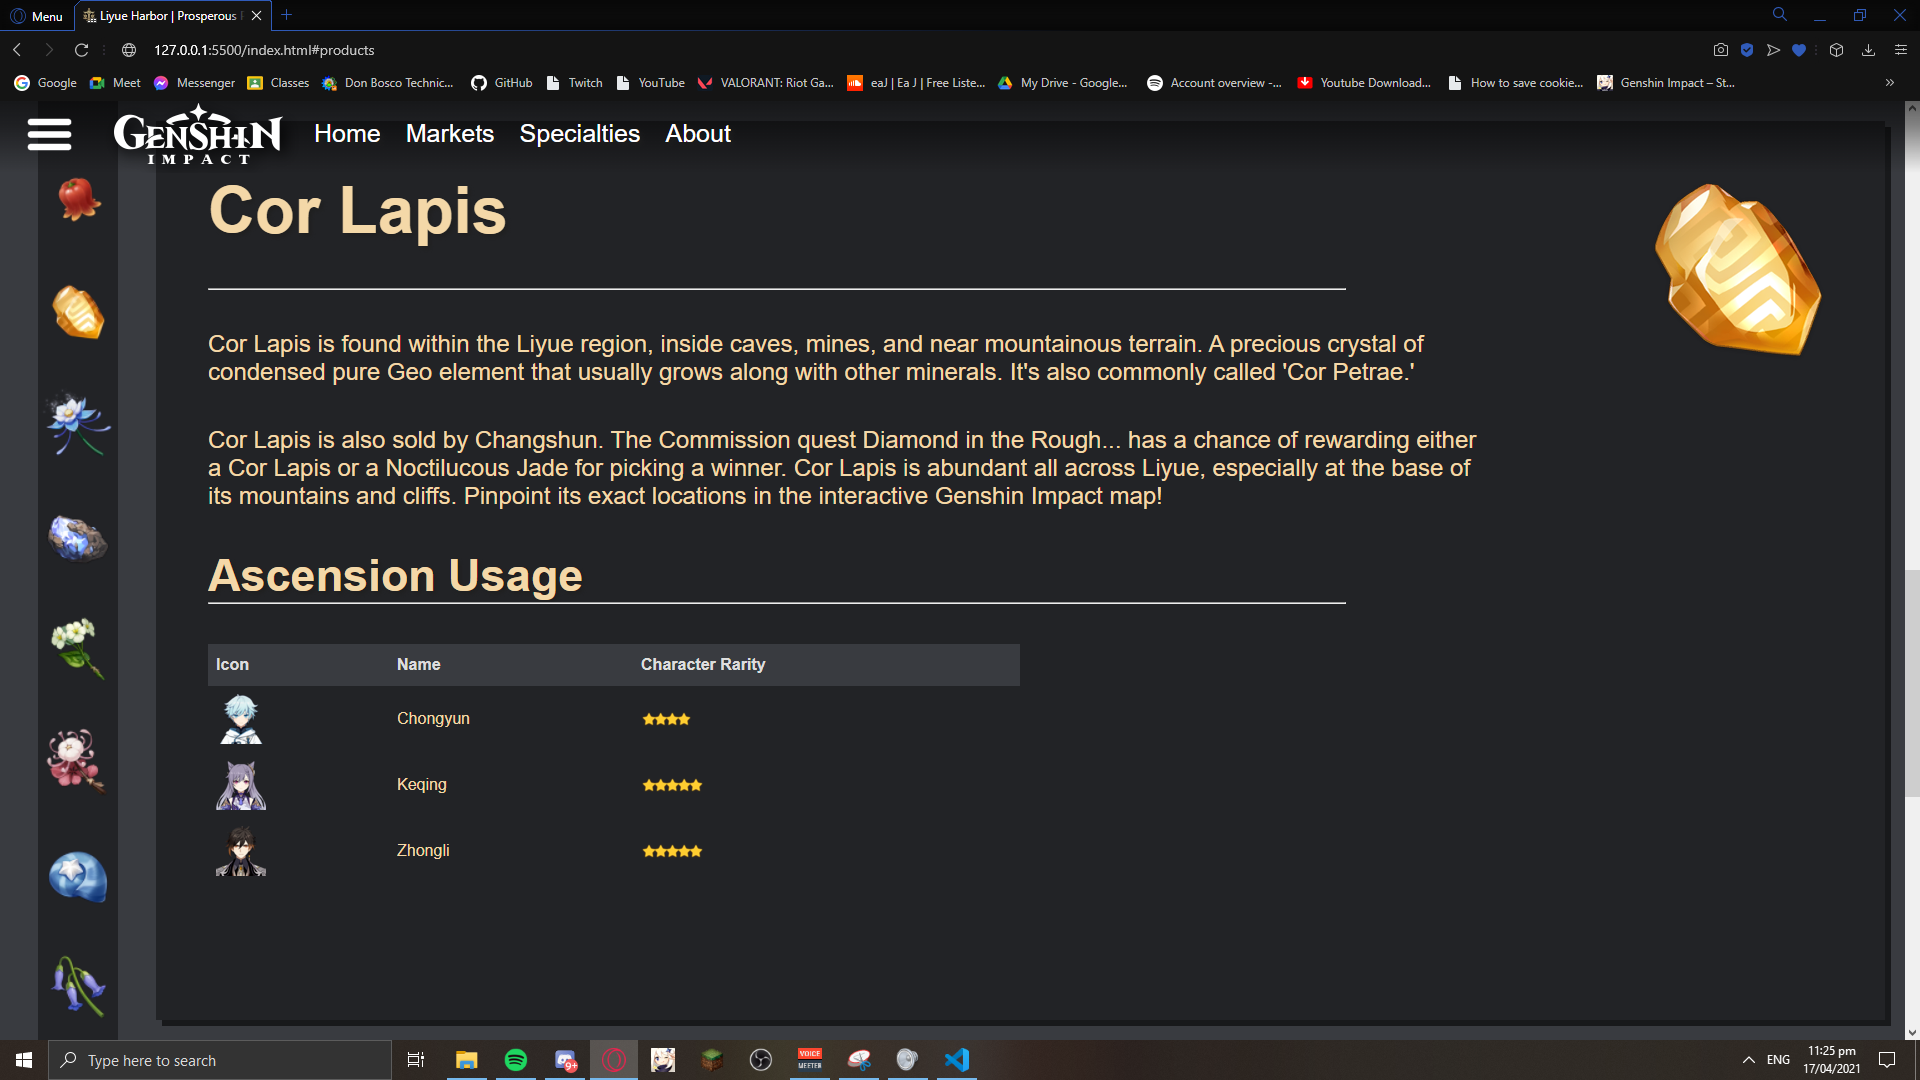 Menu
Liyue Harbor | Prosperous
127.0.0.1:5500/index.html#products
Google
Meet
Messenger
Classes
Don Bosco Technic...
GitHub
Twitch
YouTube
VALORANT: Riot Ga...
eaJ | Ea J | Free Liste...
My Drive - Google...
Account overview -...
Youtube Download...
How to save cookie...
Genshin Impact – St...
GENSHIN
IMPACT
Home
Markets
Specialties
About
Cor Lapis
Cor Lapis is found within the Liyue region, inside caves, mines, and near mountainous terrain. A precious crystal of
condensed pure Geo element that usually grows along with other minerals. It's also commonly called 'Cor Petrae.'
Cor Lapis is also sold by Changshun. The Commission quest Diamond in the Rough... has a chance of rewarding either
a Cor Lapis or a Noctilucous Jade for picking a winner. Cor Lapis is abundant all across Liyue, especially at the base of
its mountains and cliffs. Pinpoint its exact locations in the interactive Genshin Impact map!
Ascension Usage
Icon Name Character Rarity
Chongyun
Keqing
Zhongli
Type here to search
9+
VOICE
MEETER
ENG
11:25 pm
17/04/2021